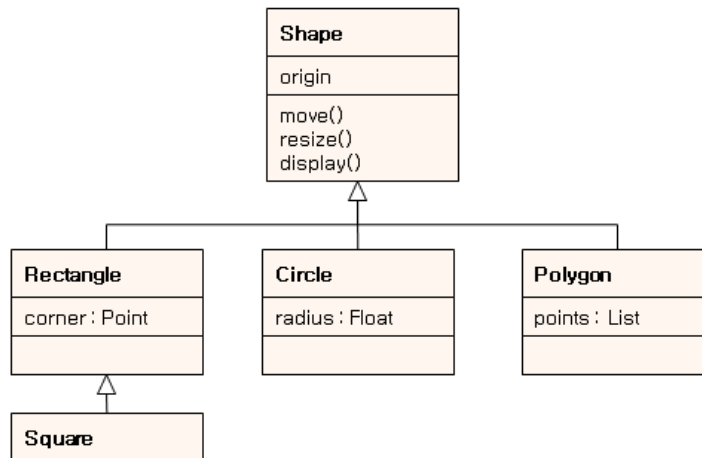 Shape
origin
move()
resize()
display()
Rectangle
corner : Point
Circle
radius : Float
Polygon
points : List
Square